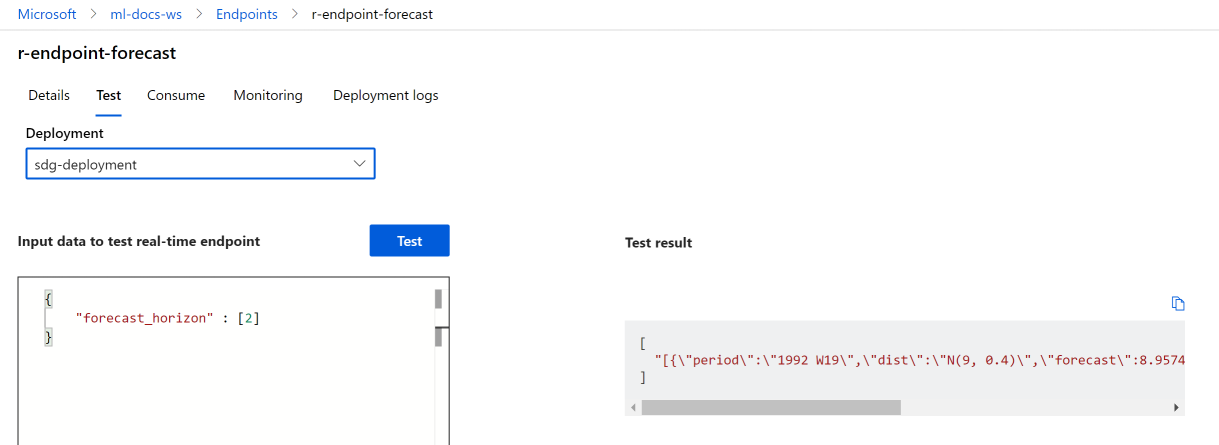 Microsoft > ml-docs-ws > Endpoints > r-endpoint-forecast
r-endpoint-forecast
Details Test Consume Monitoring Deployment logs
Deployment
sdg-deployment
Input data to test real-time endpoint Test
{
"forecast_horizon" : [2]
}
Test result
[
"[{\"period\":\"1992 W19\",\"dist\":\"N(9, 0.4)\",\"forecast\":8.9574
]